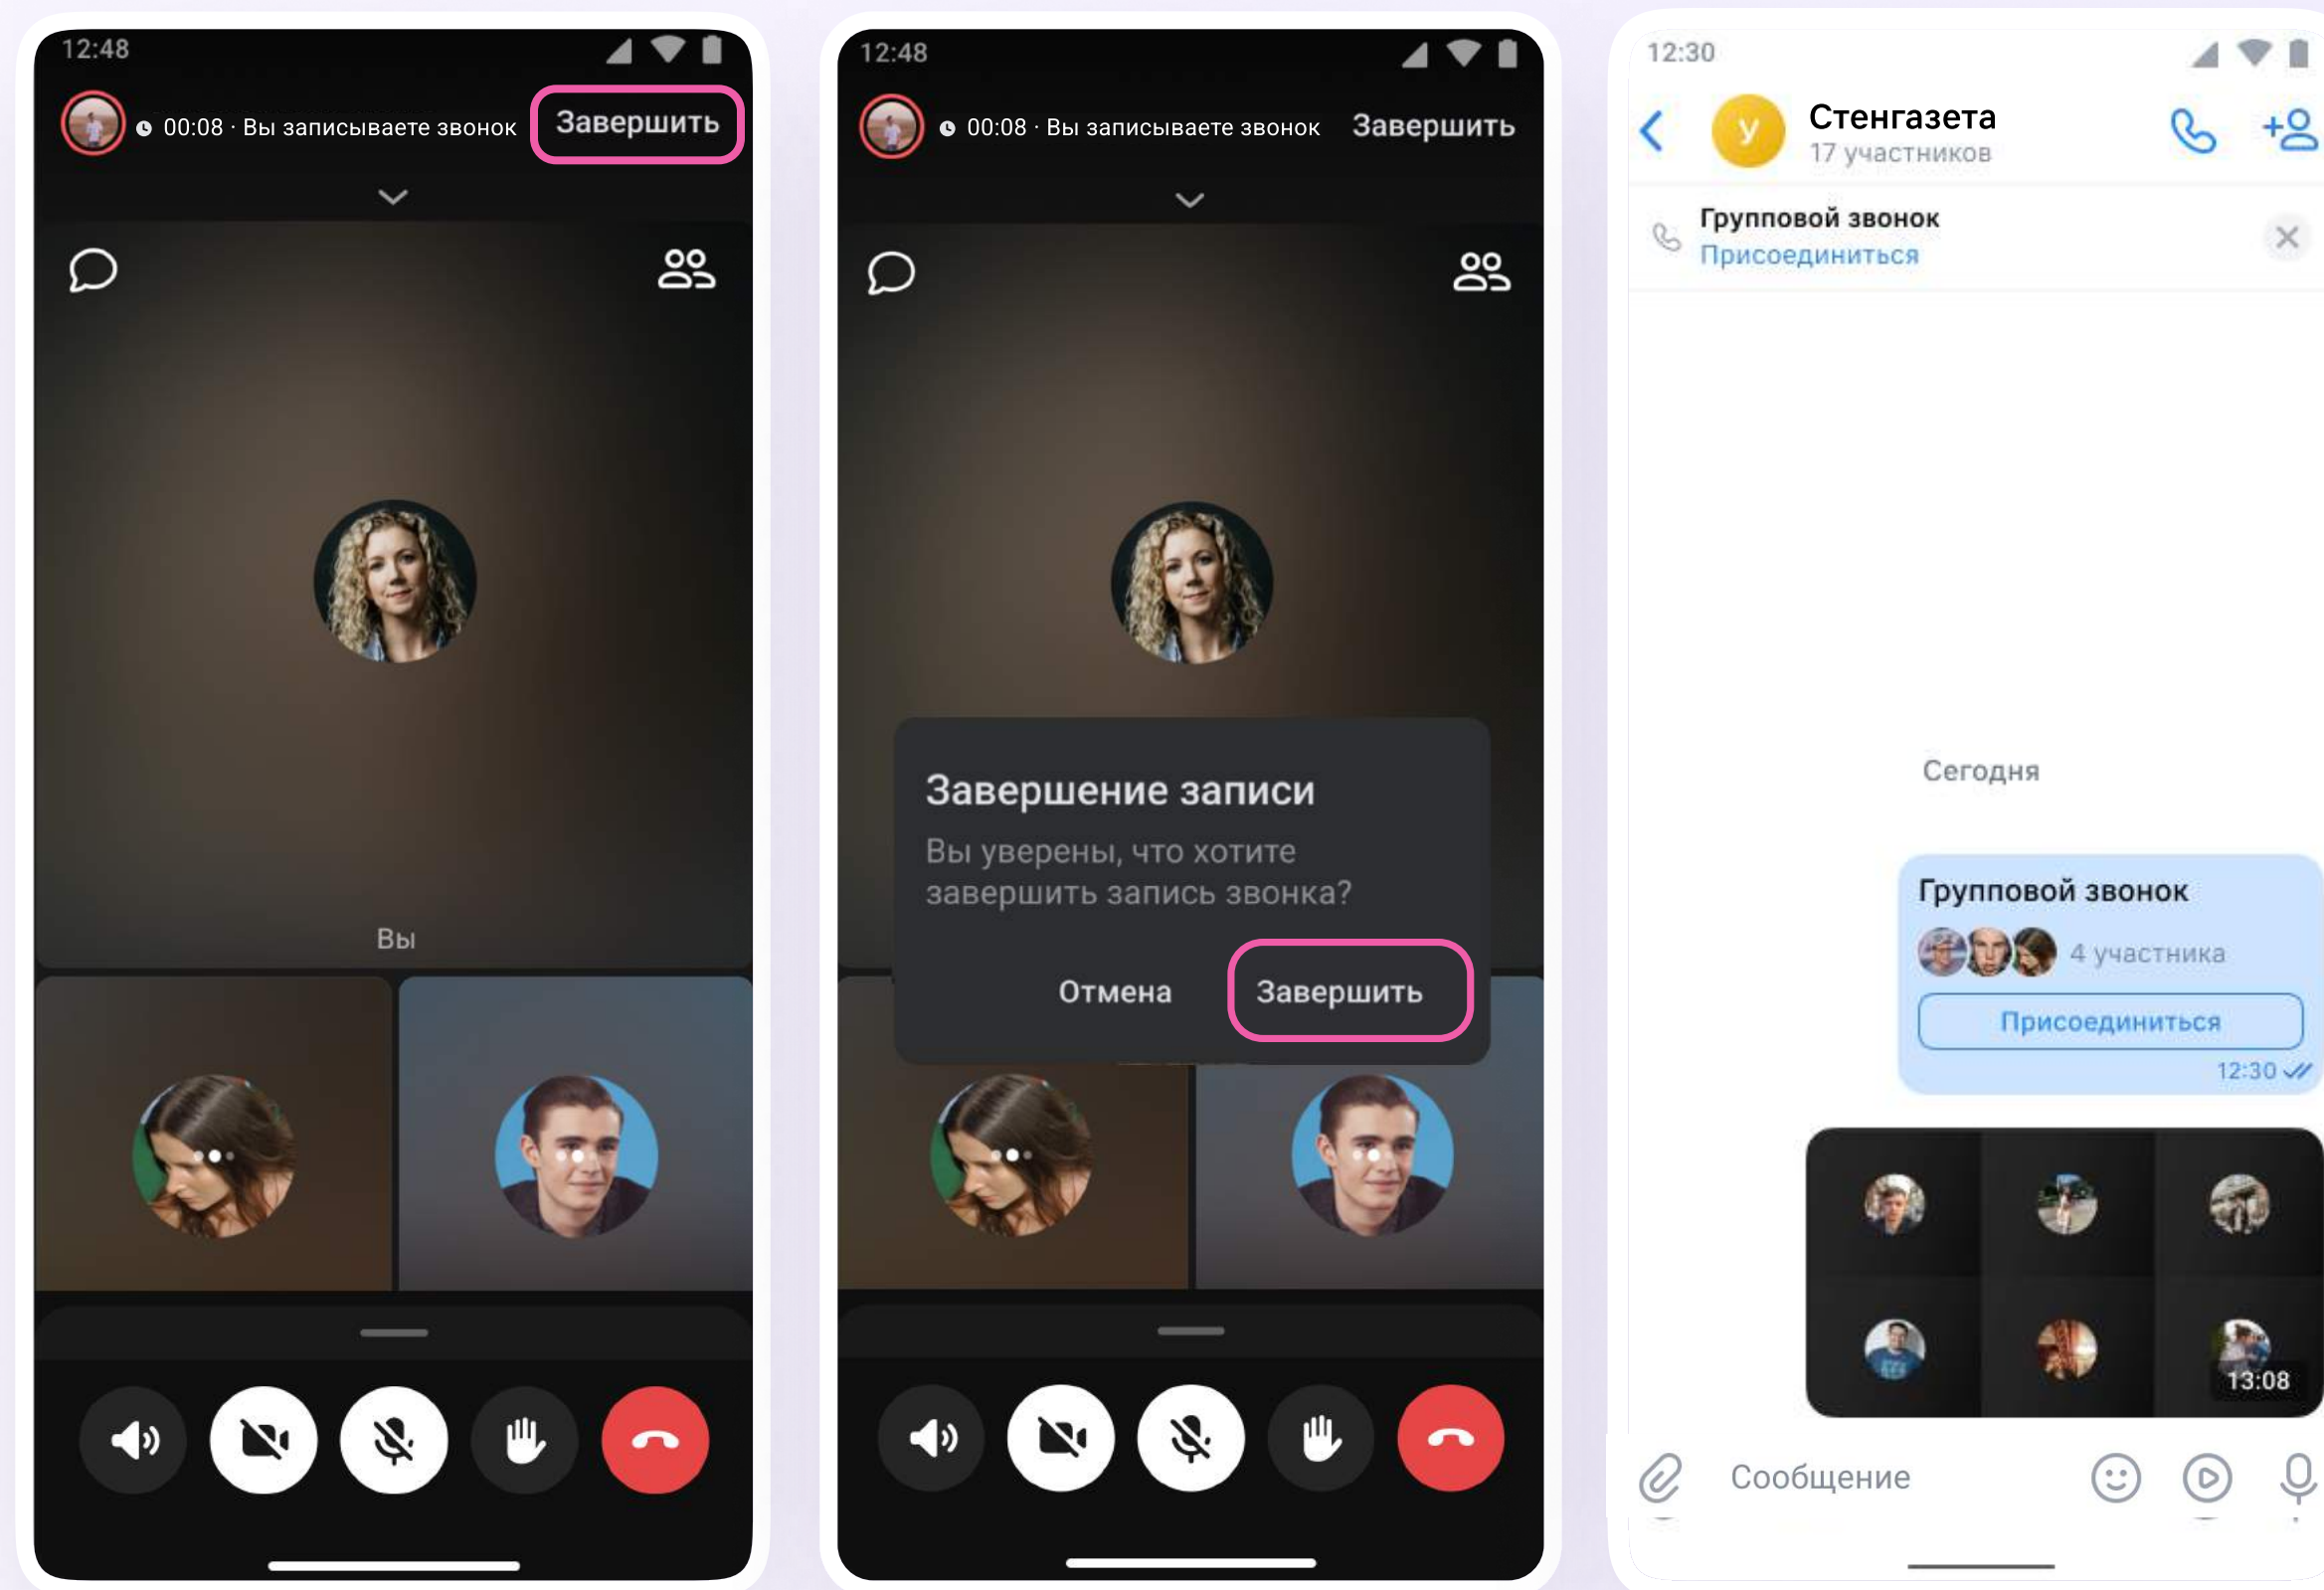 12:48
00:08 · Вы записываете звонок
Завершить
Вы
12:48
00:08 · Вы записываете звонок
Завершить
Завершение записи
Вы уверены, что хотите
завершить запись звонка?
Отмена
Завершить
12:30
У
Стенгазета
17 участников
Групповой звонок
Присоединиться
Сегодня
Групповой звонок
4 участника
Присоединиться
12:30
13:08
Сообщение